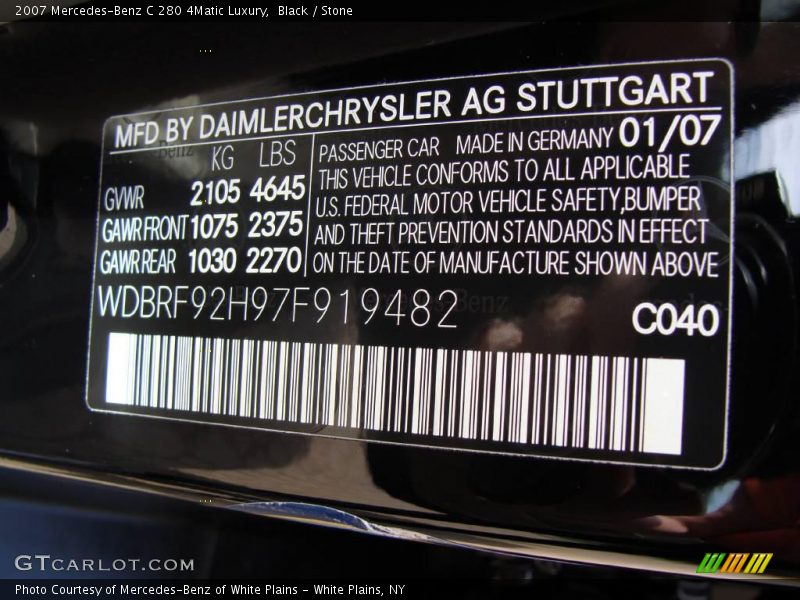 2007 Mercedes-Benz C 280 4Matic Luxury,  Black / Stone
MFD BY DAIMLERCHRYSLER AG STUTTGART
KG LBS
GVWR 2105 4645
GAWR FRONT 1075 2375
GAWR REAR 1030 2270
PASSENGER CAR MADE IN GERMANY 01/07
THIS VEHICLE CONFORMS TO ALL APPLICABLE
U.S. FEDERAL MOTOR VEHICLE SAFETY,BUMPER
AND THEFT PREVENTION STANDARDS IN EFFECT
ON THE DATE OF MANUFACTURE SHOWN ABOVE
WDBRF92H97F919482
C040
GTCARLOT.COM
Photo Courtesy of Mercedes-Benz of White Plains - White Plains, NY